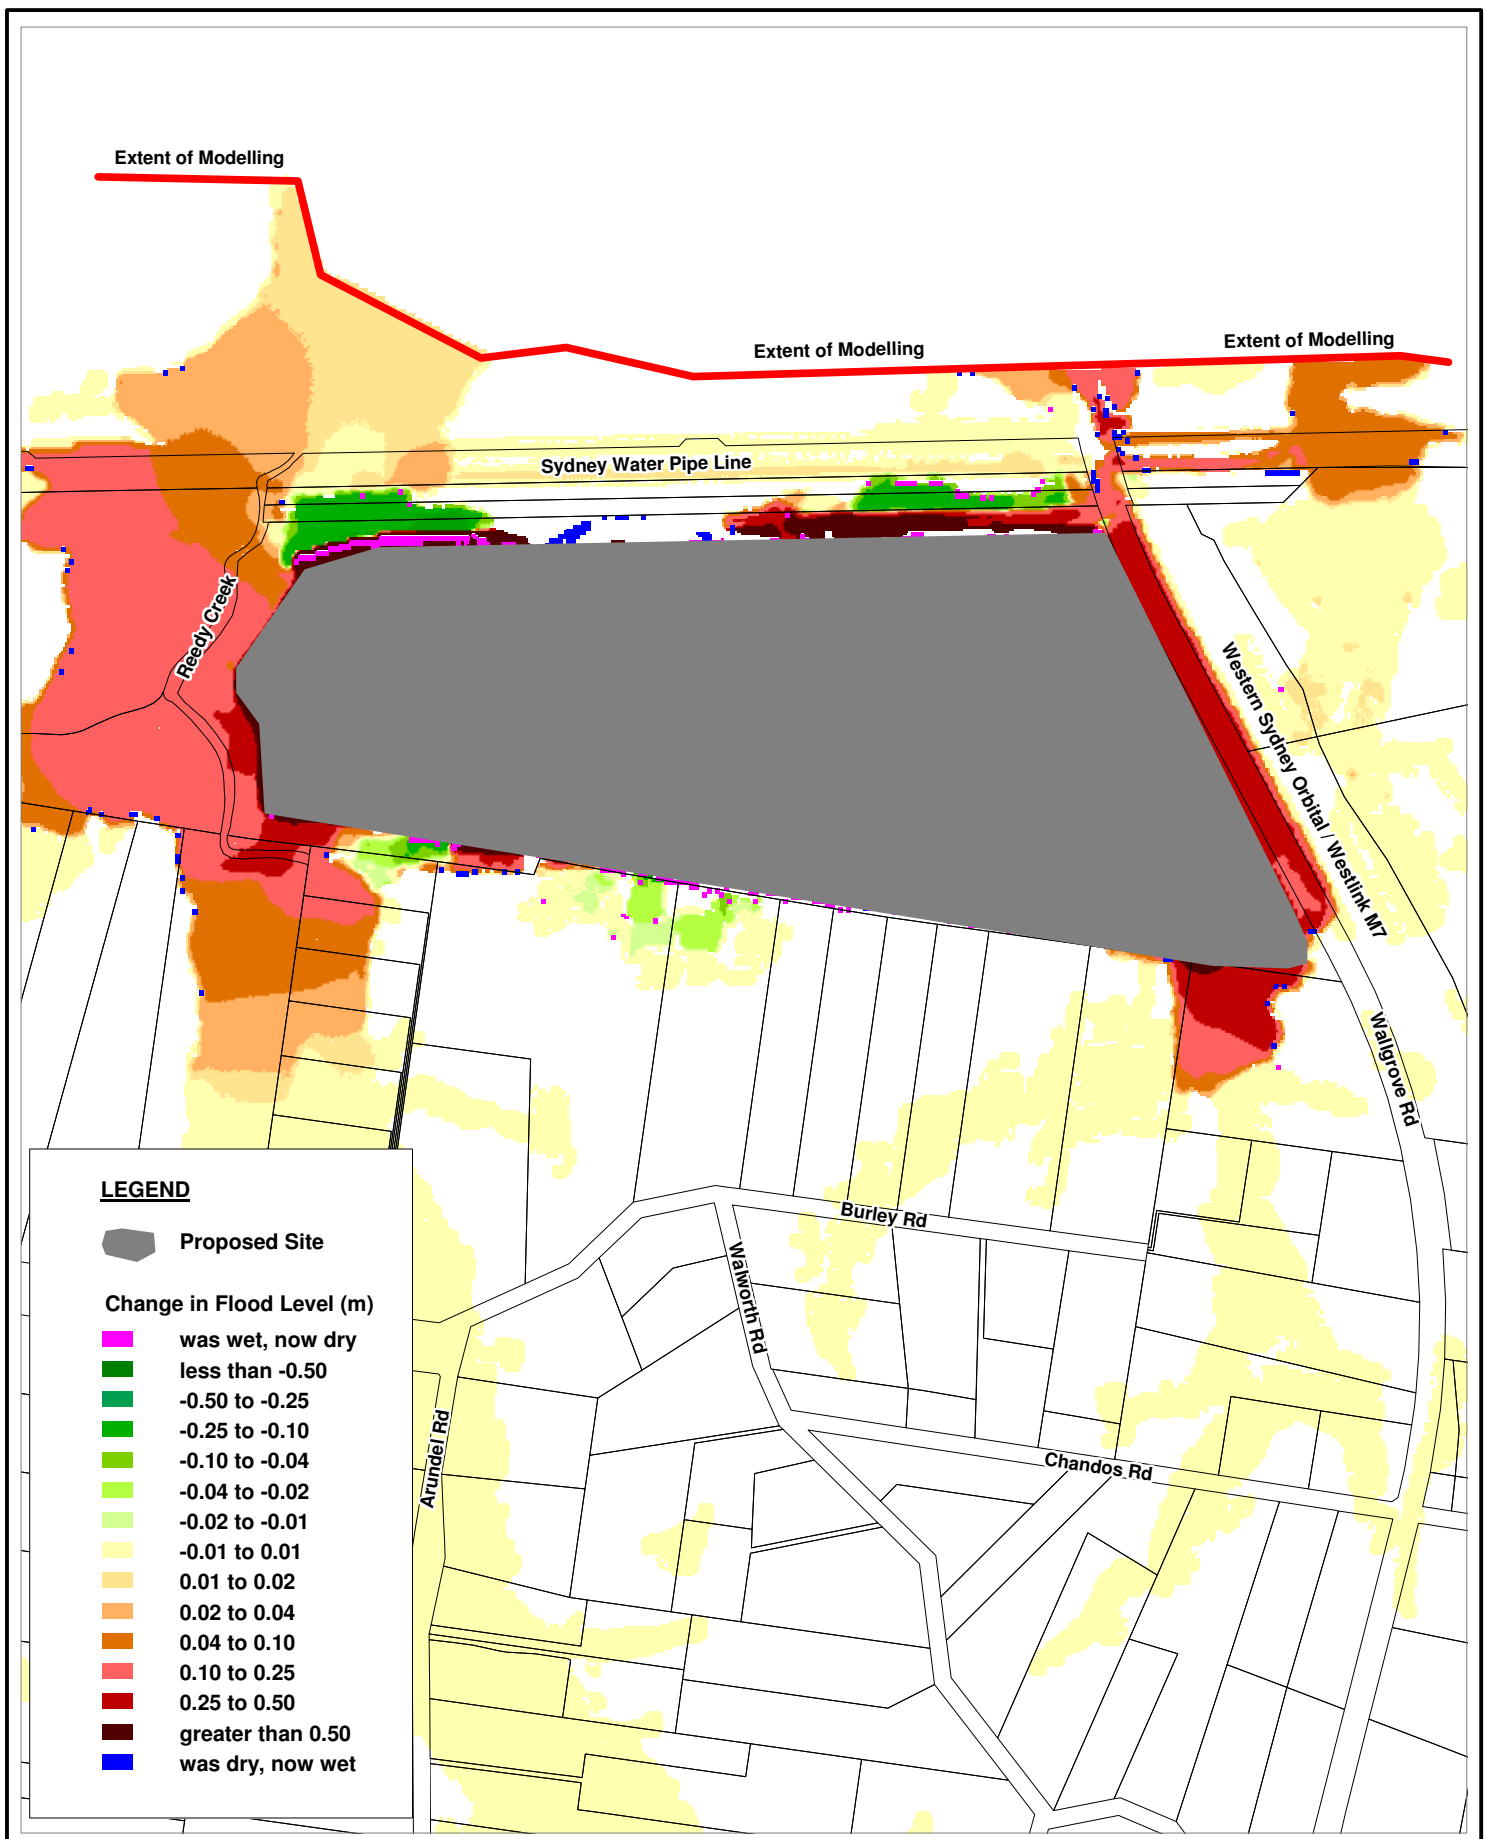 Extent of Modelling
Extent of Modelling
Extent of Modelling
Sydney Water Pipe Line
Reedy Creek
Western Sydney Orbital / Westlink M7
Wallgrove Rd
Burley Rd
Walworth Rd
Chandos Rd
Arundel Rd
LEGEND
Proposed Site
Change in Flood Level (m)
was wet, now dry
less than -0.50
-0.50 to -0.25
-0.25 to -0.10
-0.10 to -0.04
-0.04 to -0.02
-0.02 to -0.01
-0.01 to 0.01
0.01 to 0.02
0.02 to 0.04
0.04 to 0.10
0.10 to 0.25
0.25 to 0.50
greater than 0.50
was dry, now wet